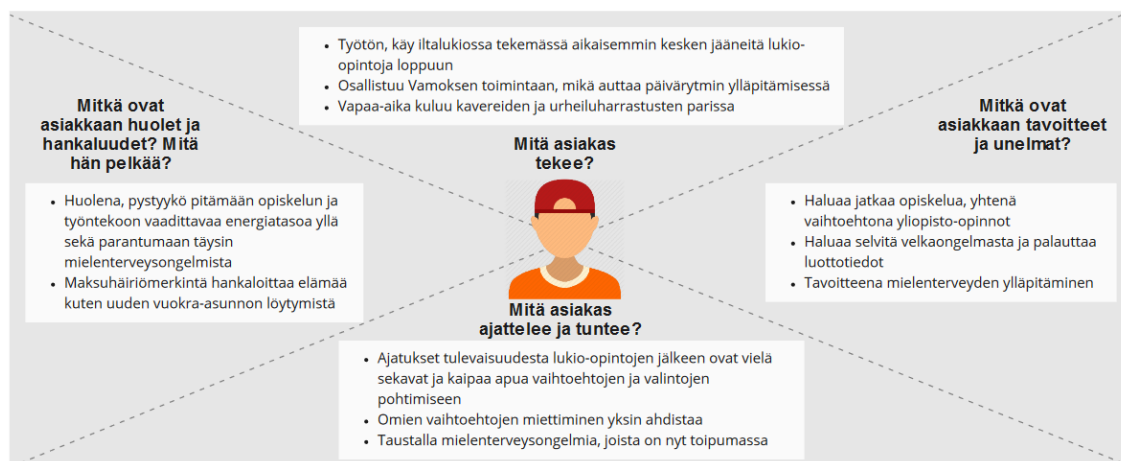 • Työtön, käy iltalukiossa tekemässä aikaisemmin kesken jääneitä lukio-
opintoja loppuun
• Osallistuu Vamoksen toimintaan, mikä auttaa päivärytmin ylläpitämisessä
• Vapaa-aika kuluu kavereiden ja urheiluharrastusten parissa
Mitkä ovat
asiakkaan huolet ja
hankaluudet? Mitä
hän pelkää?
• Huolena, pystyykö pitämään opiskelun ja
työntekoon vaadittavaa energiatasoa yllä
sekä parantumaan täysin
mielenterveysongelmista
• Maksuhäiriömerkintä hankaloittaa elämää
kuten uuden vuokra-asunnon löytymistä
Mitä asiakas
tekee?
Mitkä ovat
asiakkaan tavoitteet
ja unelmat?
• Haluaa jatkaa opiskelua, yhtenä
vaihtoehtona yliopisto-opinnot
• Haluaa selvitä velkaongelmasta ja palauttaa
luottotiedot
• Tavoitteena mielenterveyden ylläpitäminen
Mitä asiakas
ajattelee ja tuntee?
• Ajatukset tulevaisuudesta lukio-opintojen jälkeen ovat vielä
sekavat ja kaipaa apua vaihtoehtojen ja valintojen
pohtimiseen
• Omien vaihtoehtojen miettiminen yksin ahdistaa
• Taustalla mielenterveysongelmia, joista on nyt toipumassa